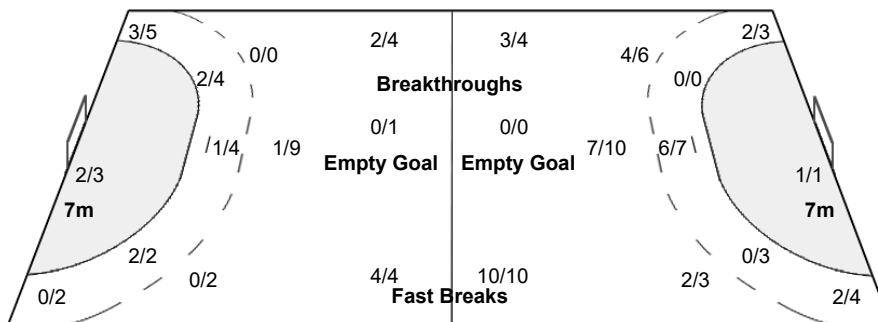 3/5 0/0 2/4 3/4 4/6 2/3
2/4 Breakthroughs 0/0
0/1 0/0
1/4 1/9 7/10 6/7
Empty Goal Empty Goal
2/3 1/1
7m 7m
2/2 0/3
0/2 0/2 4/4 10/10 2/3 2/4
Fast Breaks